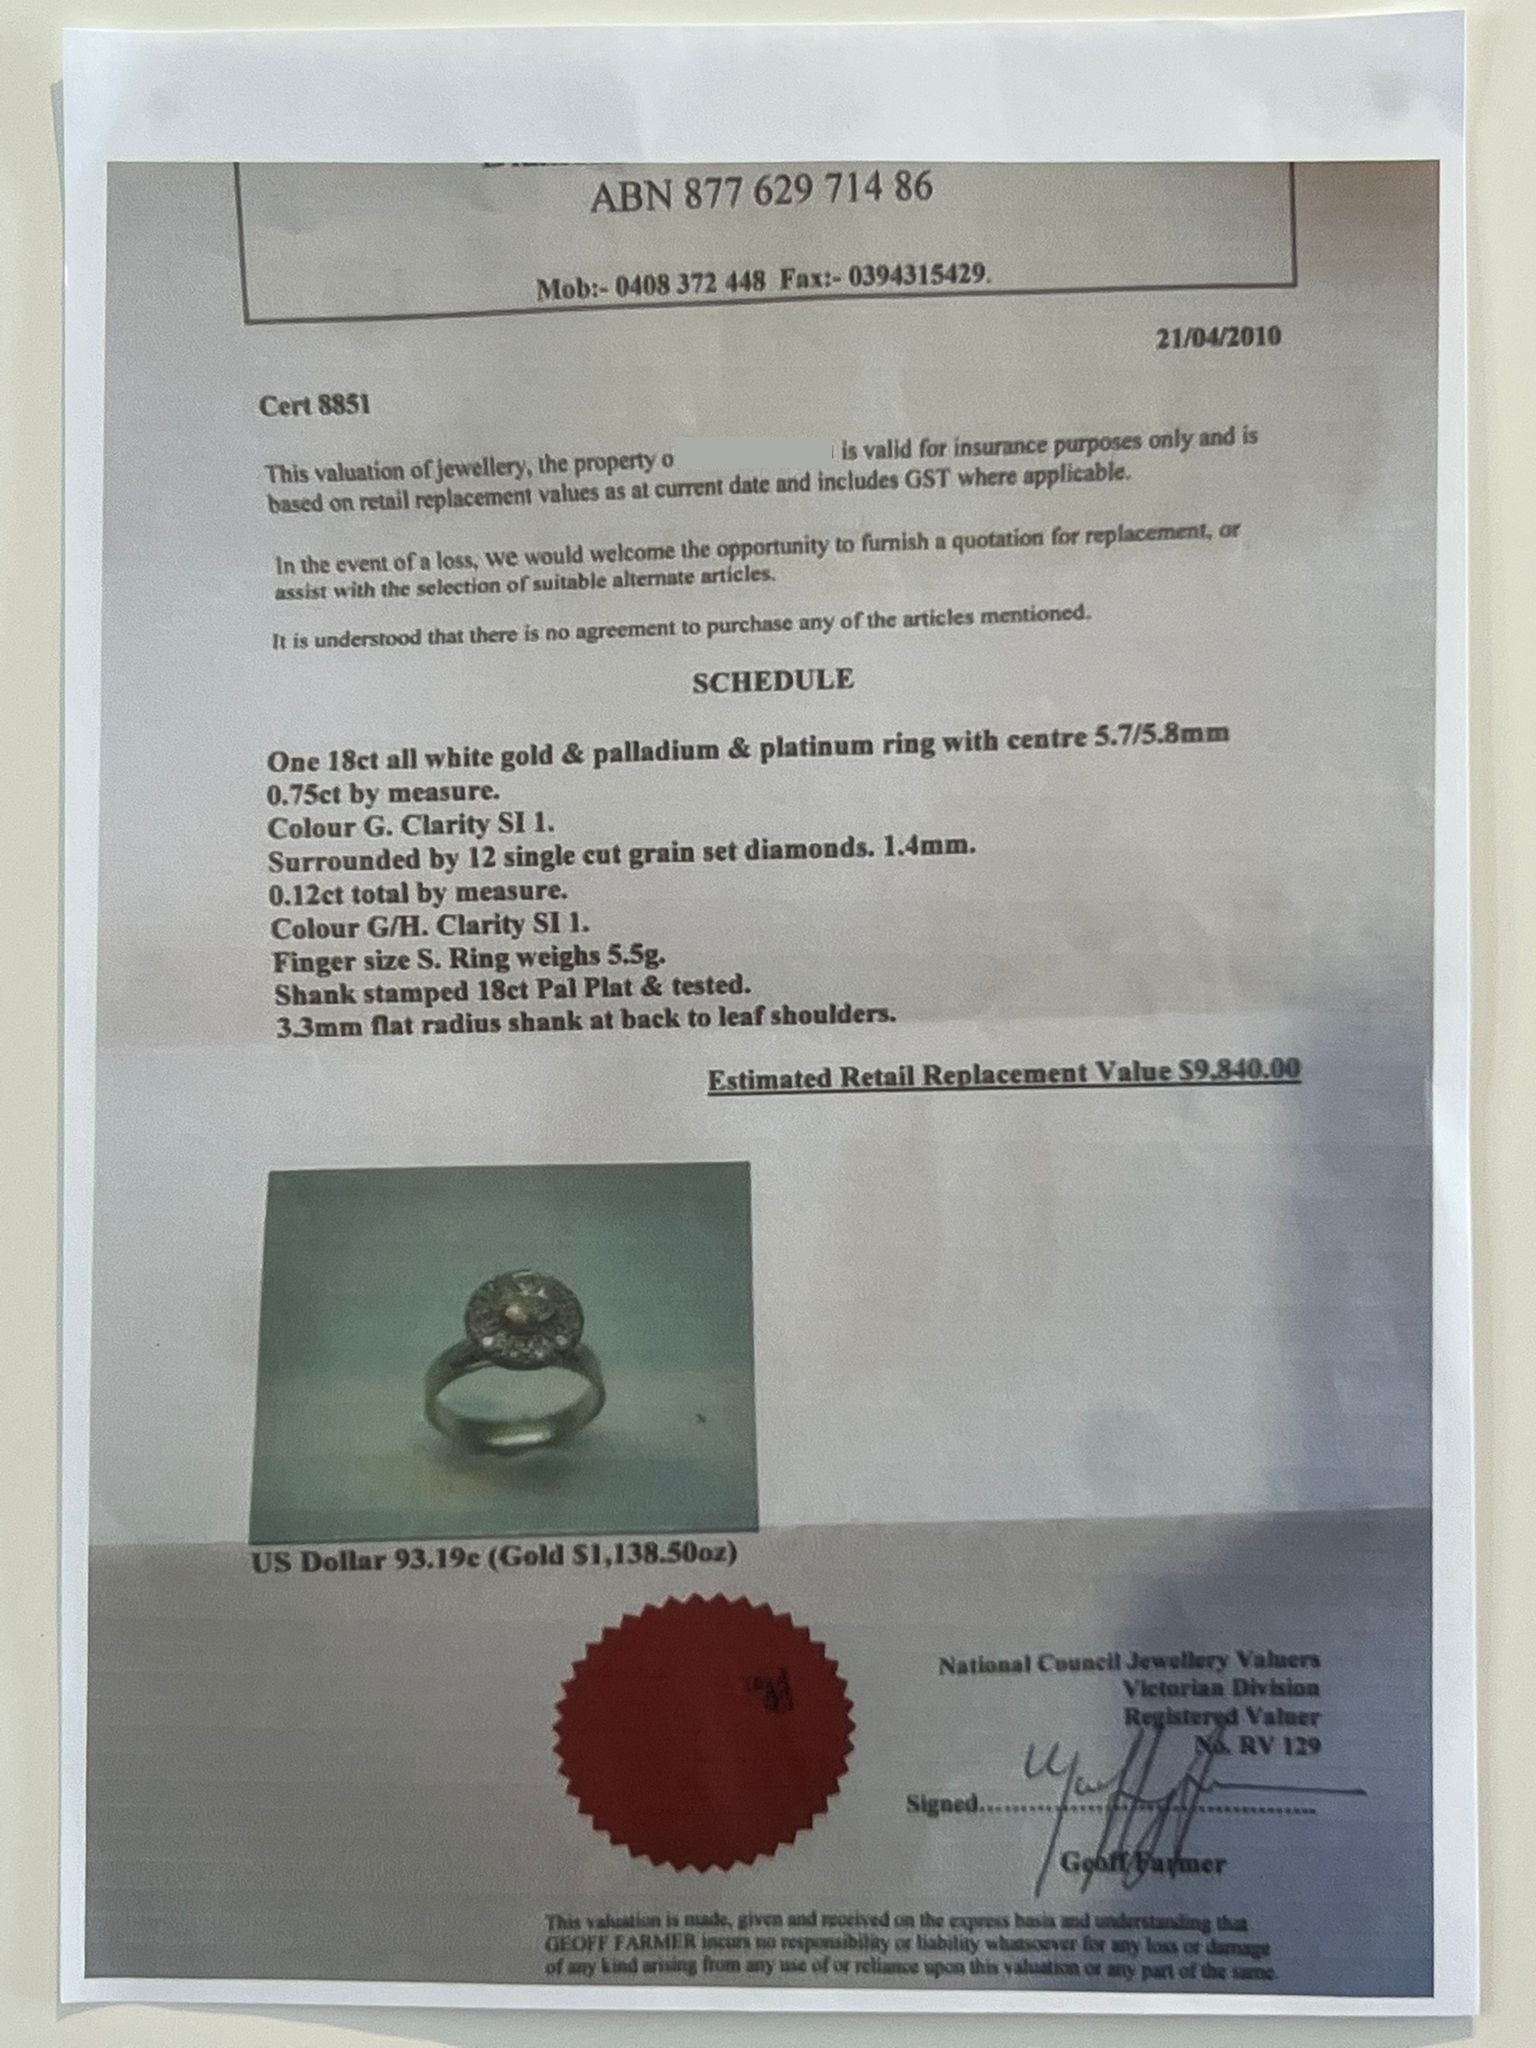 ABN 877 629 714 86
Mob:- 0408 372 448 Fax:- 0394315429.
21/04/2010
Cert 8851
This valuation of jewellery, the property o is valid for insurance purposes only and is
based on retail replacement values as at current date and includes GST where applicable.
In the event of a loss, we would welcome the opportunity to furnish a quotation for replacement, or
assist with the selection of suitable alternate articles.
It is understood that there is no agreement to purchase any of the articles mentioned.
SCHEDULE
One 18ct all white gold & palladium & platinum ring with centre 5.7/5.8mm
0.75ct by measure.
Colour G. Clarity SI 1.
Surrounded by 12 single cut grain set diamonds. 1.4mm.
0.12ct total by measure.
Colour G/H. Clarity SI 1.
Finger size S. Ring weighs 5.5g.
Shank stamped 18ct Pal Plat & tested.
3.3mm flat radius shank at back to leaf shoulders.
Estimated Retail Replacement Value $9,840.00
US Dollar 93.19c (Gold $1,138.50oz)
National Council Jewellery Valuers
Victorian Division
Registered Valuer
No. RV 129
Signed..............................................
Geoff Farmer
This valuation is made, given and received on the express basis and understanding that
GEOFF FARMER incurs no responsibility or liability whatsoever for any loss or damage
of any kind arising from any use of or reliance upon this valuation or any part of the same.